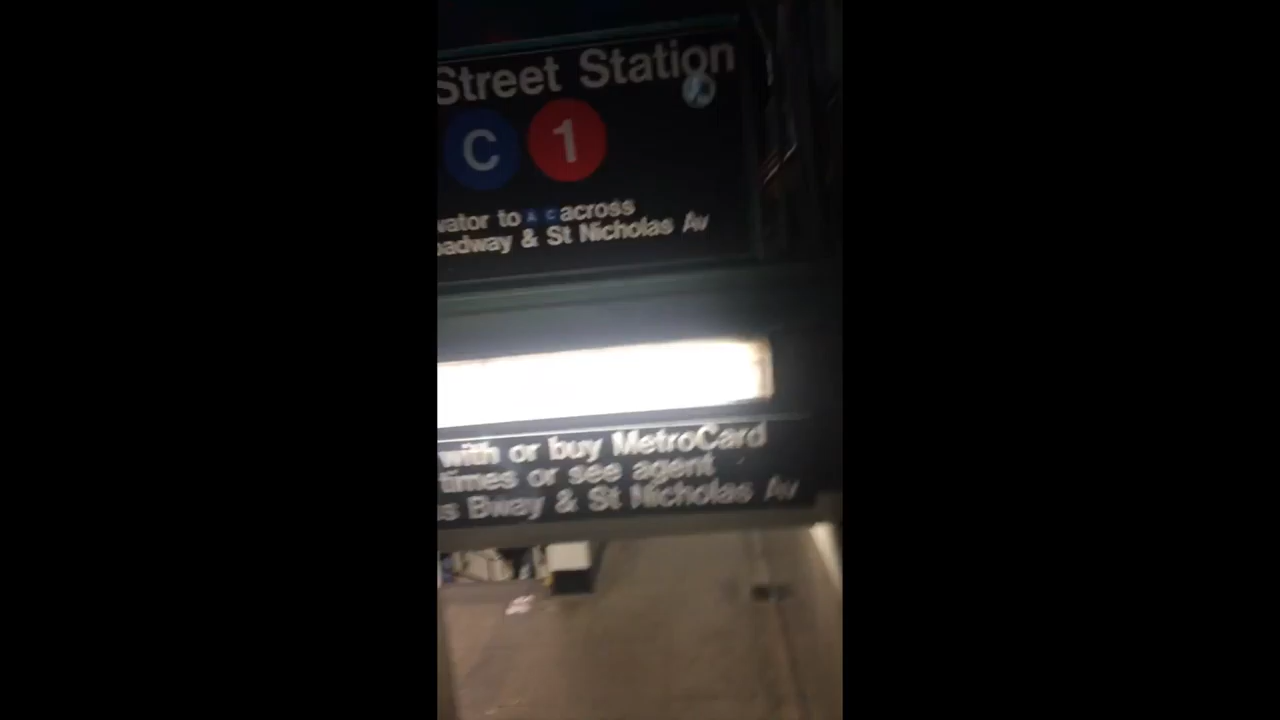 Street Station
C 1
vator to A C across
oadway & St Nicholas Av
with or buy MetroCard
times or see agent
s Bway & St Nicholas Av